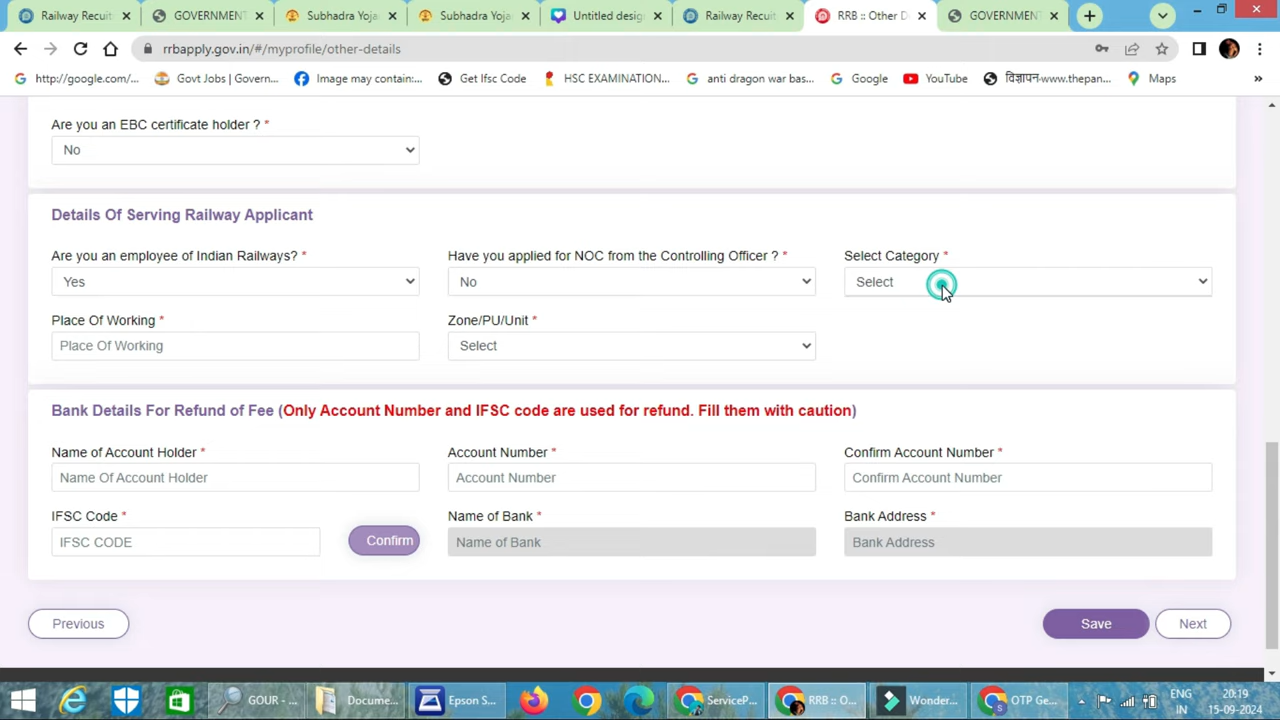 Railway Recruit
GOVERNMENT
Subhadra Yoja
Subhadra Yojan
Untitled desig
Railway Recruit
RRB :: Other D
GOVERNMENT
rrbapply.gov.in/#/myprofile/other-details
http://google.com/...
Govt Jobs | Govern...
Image may contain:...
Get Ifsc Code
HSC EXAMINATION...
anti dragon war bas...
Google
YouTube
विज्ञापन-www.thepan...
Maps
»
Are you an EBC certificate holder ? *
No
Details Of Serving Railway Applicant
Are you an employee of Indian Railways? *
Have you applied for NOC from the Controlling Officer ? *
Select Category *
Yes
No
Select
Place Of Working *
Zone/PU/Unit *
Place Of Working
Select
Bank Details For Refund of Fee (Only Account Number and IFSC code are used for refund. Fill them with caution)
Name of Account Holder *
Account Number *
Confirm Account Number *
Name Of Account Holder
Account Number
Confirm Account Number
IFSC Code *
Name of Bank *
Bank Address *
IFSC CODE
Confirm
Name of Bank
Bank Address
Previous
Save
Next
GOUR - ...
Docume...
Epson S...
ServiceP...
RRB :: O...
Wonder...
OTP Ge...
ENG
IN
20:19
15-09-2024